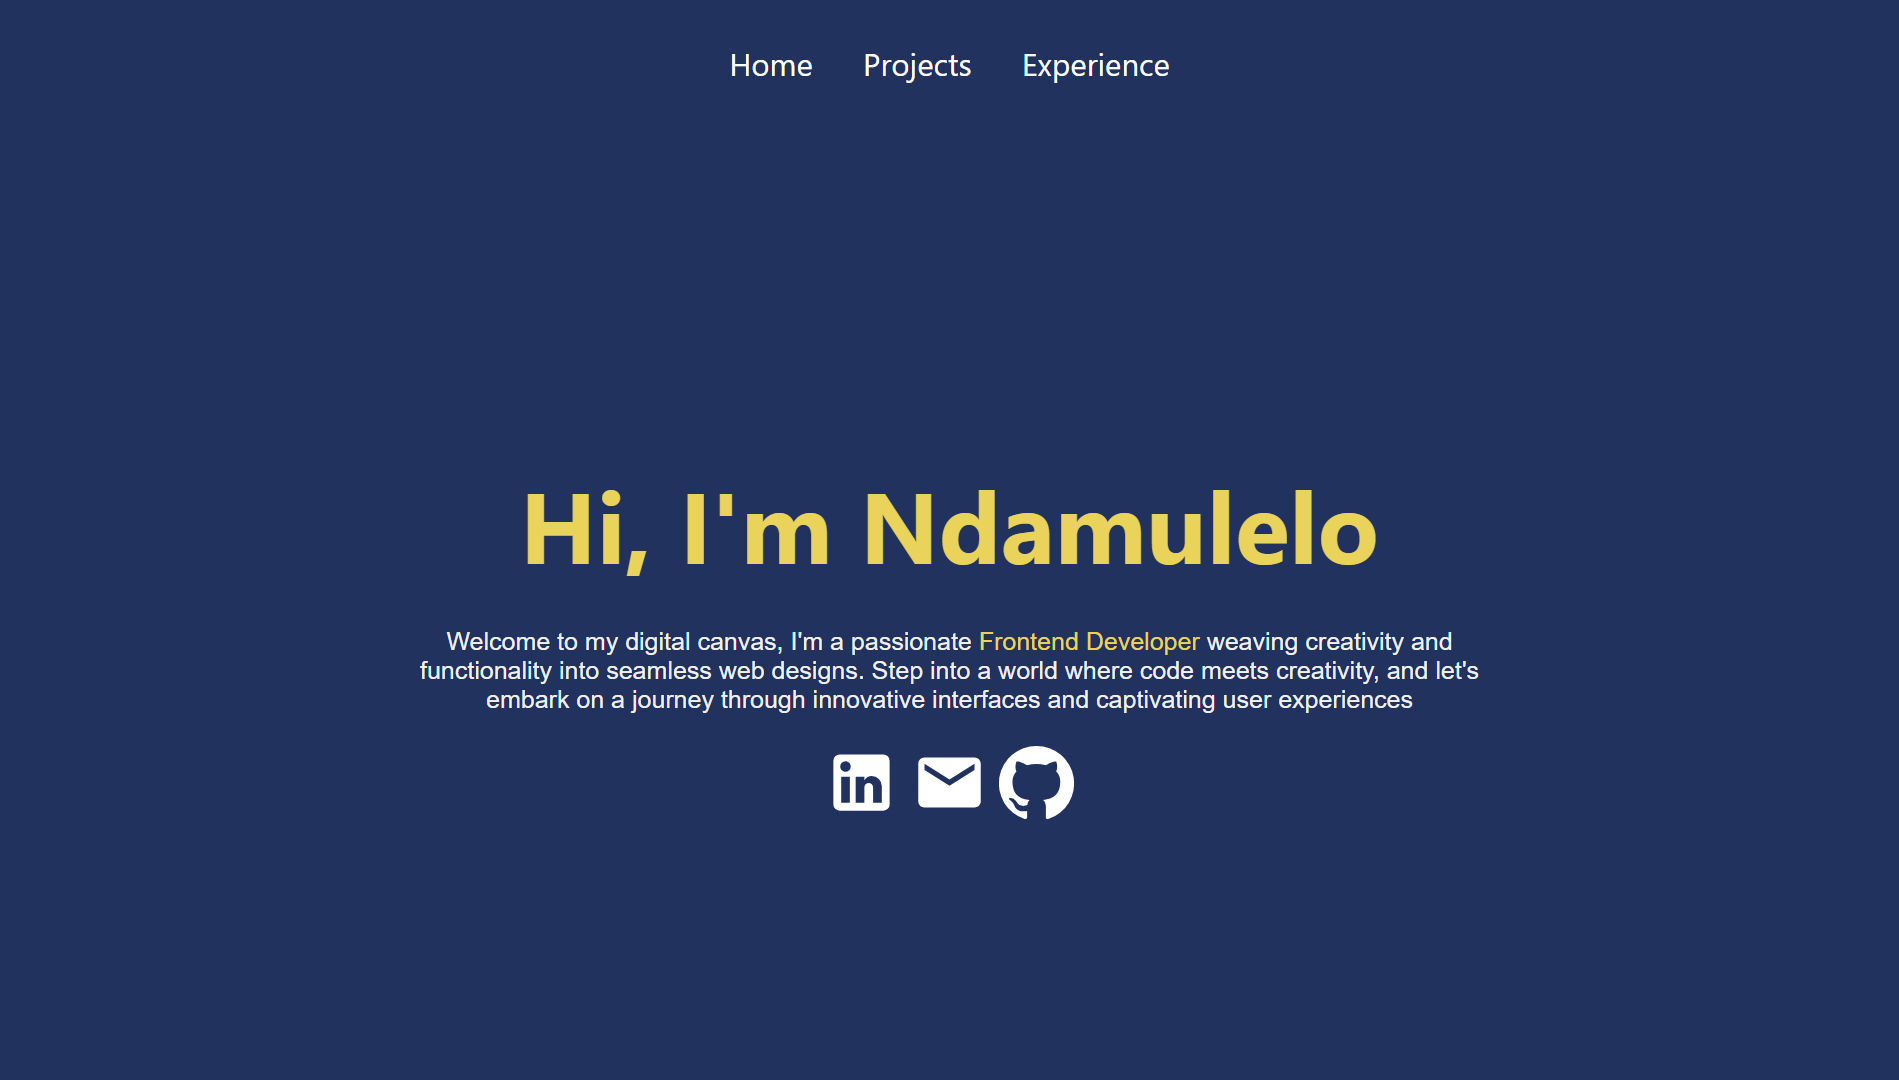 Home Projects Experience
Hi, I'm Ndamulelo
Welcome to my digital canvas, I'm a passionate Frontend Developer weaving creativity and
functionality into seamless web designs. Step into a world where code meets creativity, and let's
embark on a journey through innovative interfaces and captivating user experiences
in